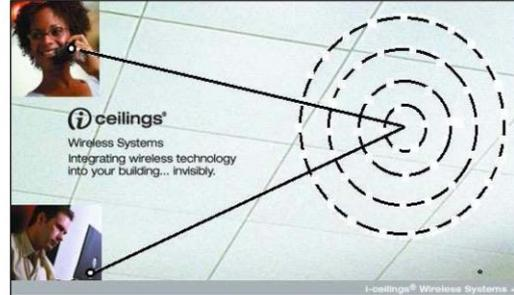 i ceilings®
Wireless Systems
Integrating wireless technology
into your building... invisibly.
i-ceilings® Wireless Systems